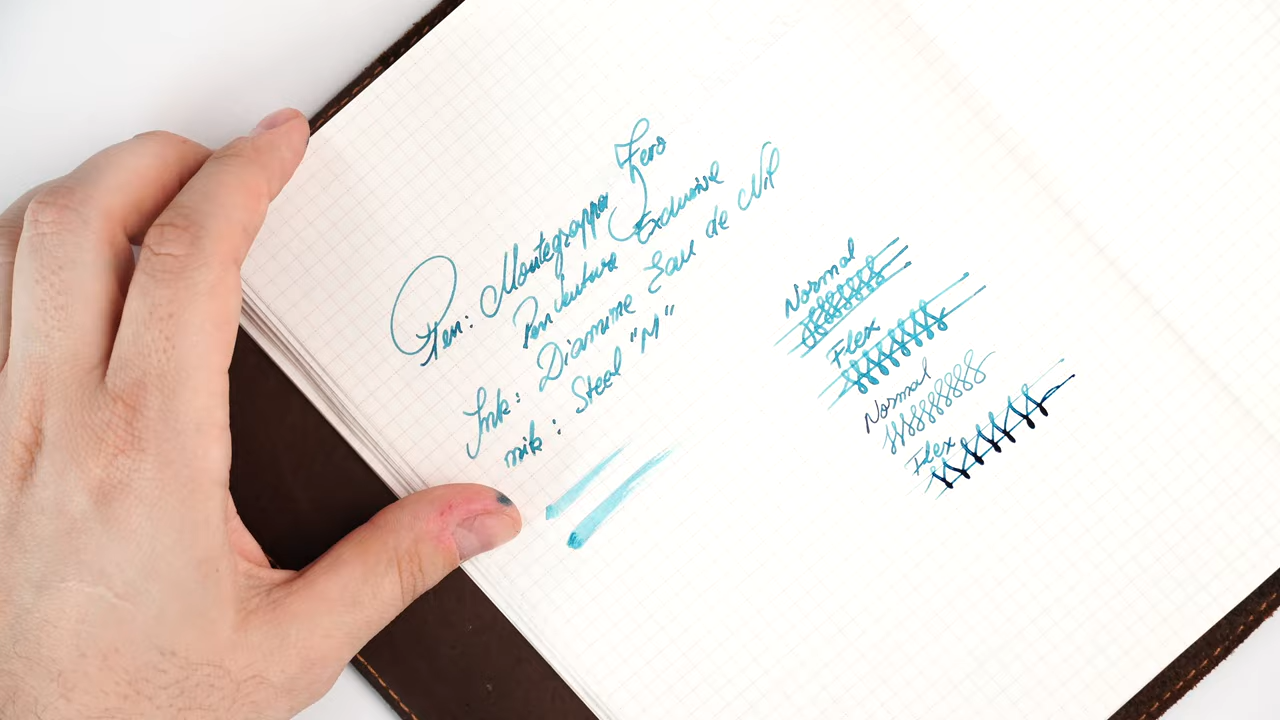 Pen: Montegrappa Zero
Pen Venture Exclusive
Ink: Diamine Eau de Nil
nib: Steel "M"
Normal
Flex
Normal
Flex